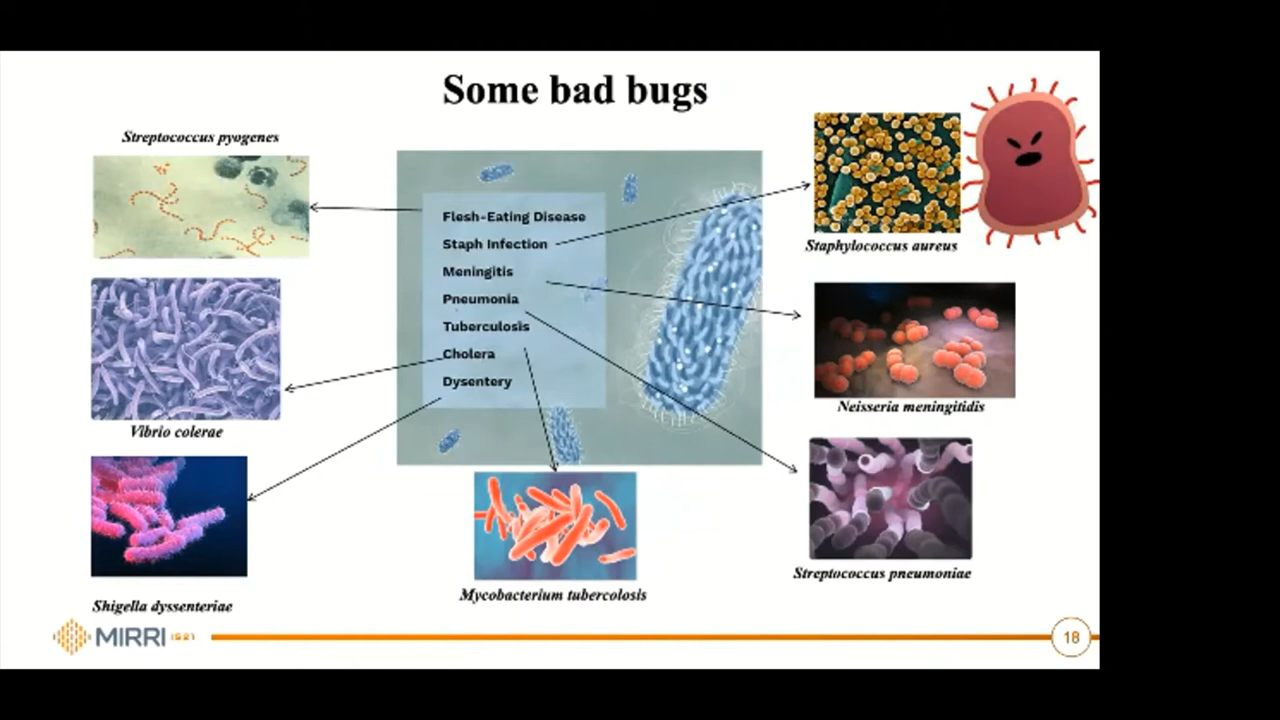 Some bad bugs
Streptococcus pyogenes
Flesh-Eating Disease
Staph Infection
Meningitis
Pneumonia
Tuberculosis
Cholera
Dysentery
Staphylococcus aureus
Neisseria meningitidis
Vibrio colerae
Streptococcus pneumoniae
Mycobacterium tubercolosis
Shigella dyssenteriae
MIRRI IS21
18